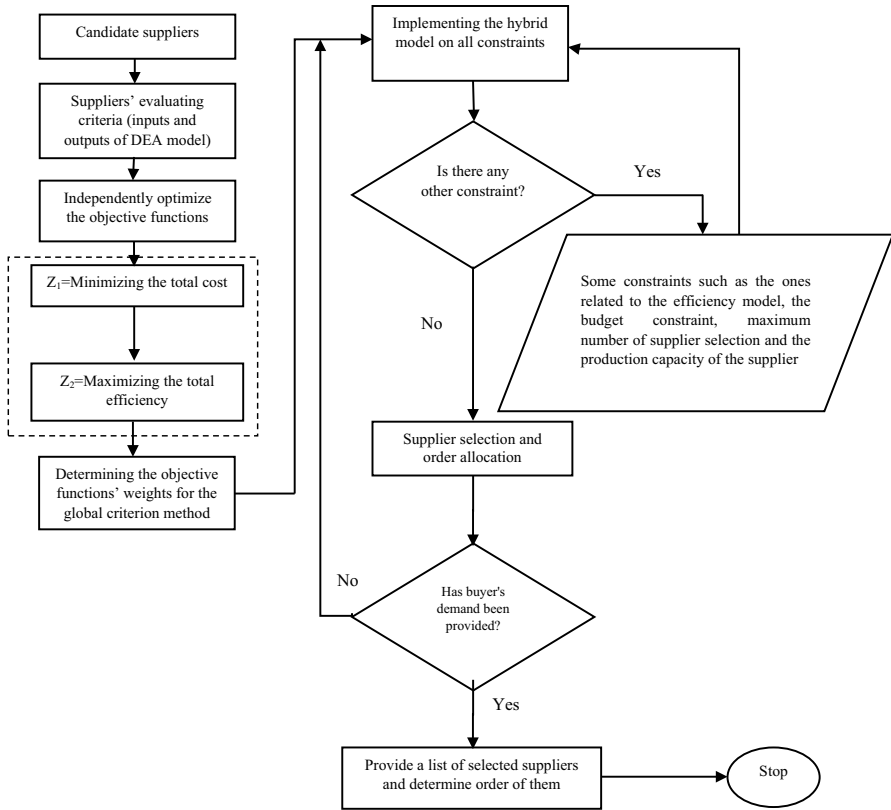 Candidate suppliers
Suppliers’ evaluating
criteria (inputs and
outputs of DEA model)
Independently optimize
the objective functions
Z₁=Minimizing the total cost
Z₂=Maximizing the total
efficiency
Determining the objective
functions’ weights for the
global criterion method
Implementing the hybrid
model on all constraints
Is there any
other constraint?
Yes
Some constraints such as the ones
related to the efficiency model, the
budget constraint, maximum
number of supplier selection and the
production capacity of the supplier
No
Supplier selection and
order allocation
Has buyer's
demand been
provided?
No
Yes
Provide a list of selected suppliers
and determine order of them
Stop